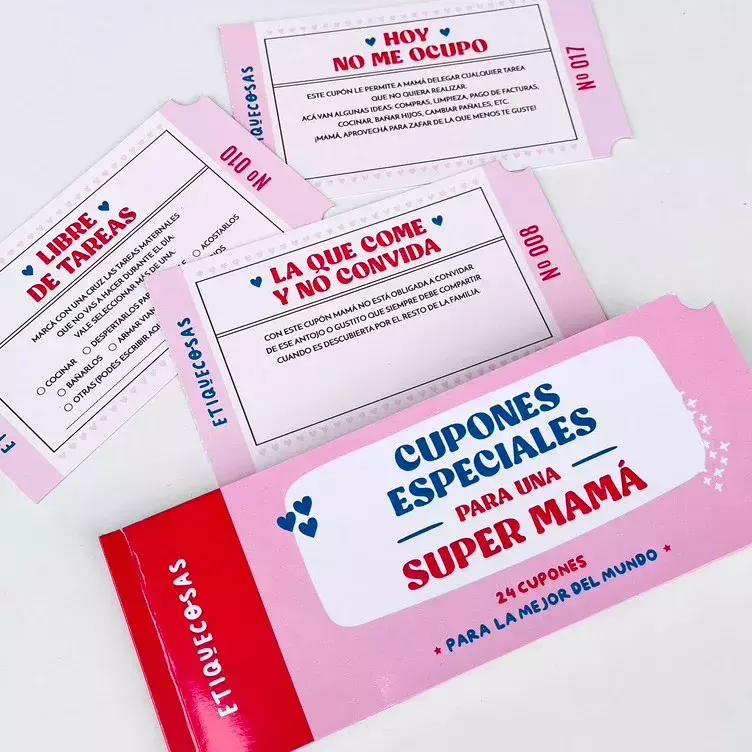 HOY
NO ME OCUPO
ESTE CUPÓN LE PERMITE A MAMÁ DELEGAR CUALQUIER TAREA
QUE NO QUIERA REALIZAR.
ACÁ VAN ALGUNAS IDEAS: COMPRAS, LIMPIEZA, PAGO DE FACTURAS,
COCINAR, BAÑAR HIJOS, CAMBIAR PAÑALES, ETC.
¡MAMÁ, APROVECHÁ PARA ZAFAR DE LA QUE MENOS TE GUSTE!
Nº 017
LIBRE
DE TAREAS
MARCÁ CON UNA CRUZ LAS TAREAS MATERNALES
QUE NO VAS A HACER DURANTE EL DÍA:
VALE SELECCIONAR MÁS DE UNA.
COCINAR
DESPERTARLOS
ACOSTARLOS
BAÑARLOS
ARMAR
OTRAS (PODÉS ESCRIBIR
Nº 010
LA QUE COME
Y NO CONVIDA
CON ESTE CUPÓN MAMÁ NO ESTÁ OBLIGADA A CONVIDAR
DE ESE ANTOJO O GUSTITO QUE SIEMPRE DEBE COMPARTIR
CUANDO ES DESCUBIERTA POR EL RESTO DE LA FAMILIA.
Nº 008
ETIQUECOSAS
CUPONES
ESPECIALES
PARA UNA
SUPER MAMÁ
24 CUPONES
PARA LA MEJOR DEL MUNDO
ETIQUECOSAS